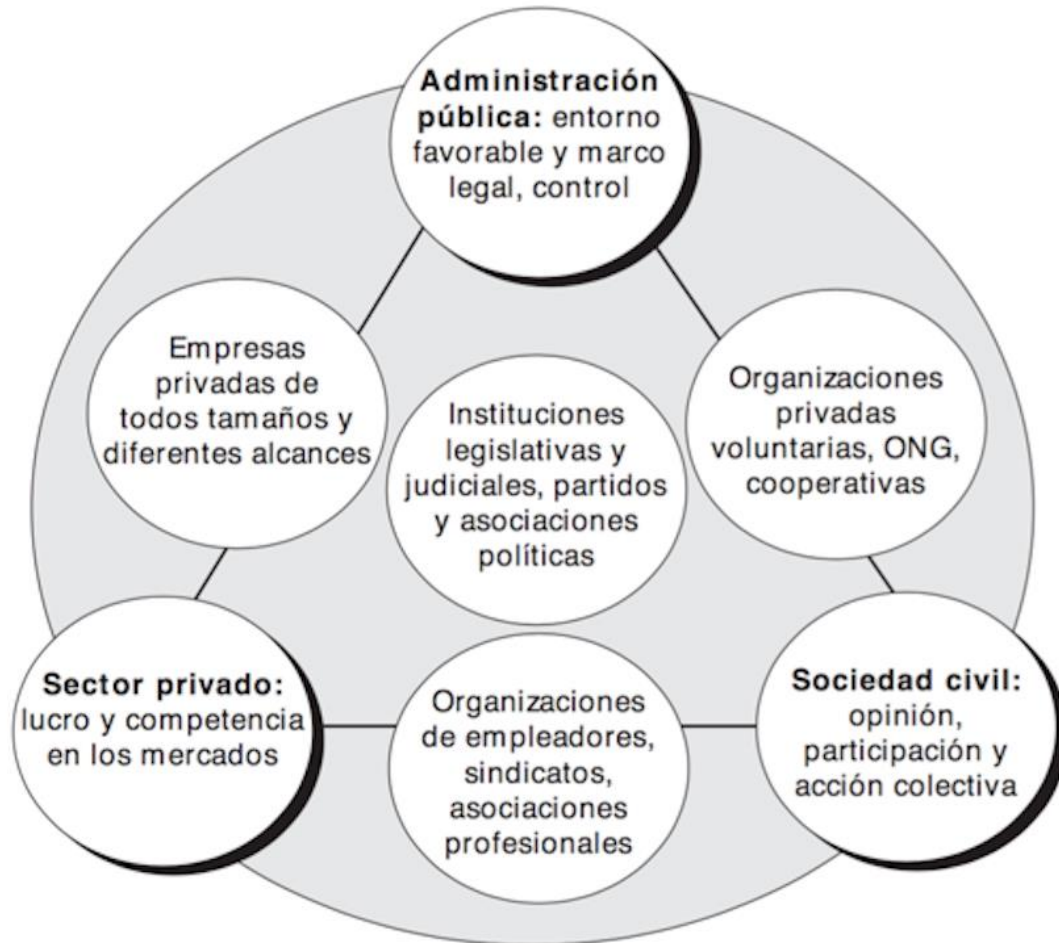 Administración
pública: entorno
favorable y marco
legal, control
Empresas
privadas de
todos tamaños y
diferentes alcances
Instituciones
legislativas y
judiciales, partidos
y asociaciones
políticas
Organizaciones
privadas
voluntarias, ONG,
cooperativas
Sector privado:
lucro y competencia
en los mercados
Organizaciones
de empleadores,
sindicatos,
asociaciones
profesionales
Sociedad civil:
opinión,
participación y
acción colectiva